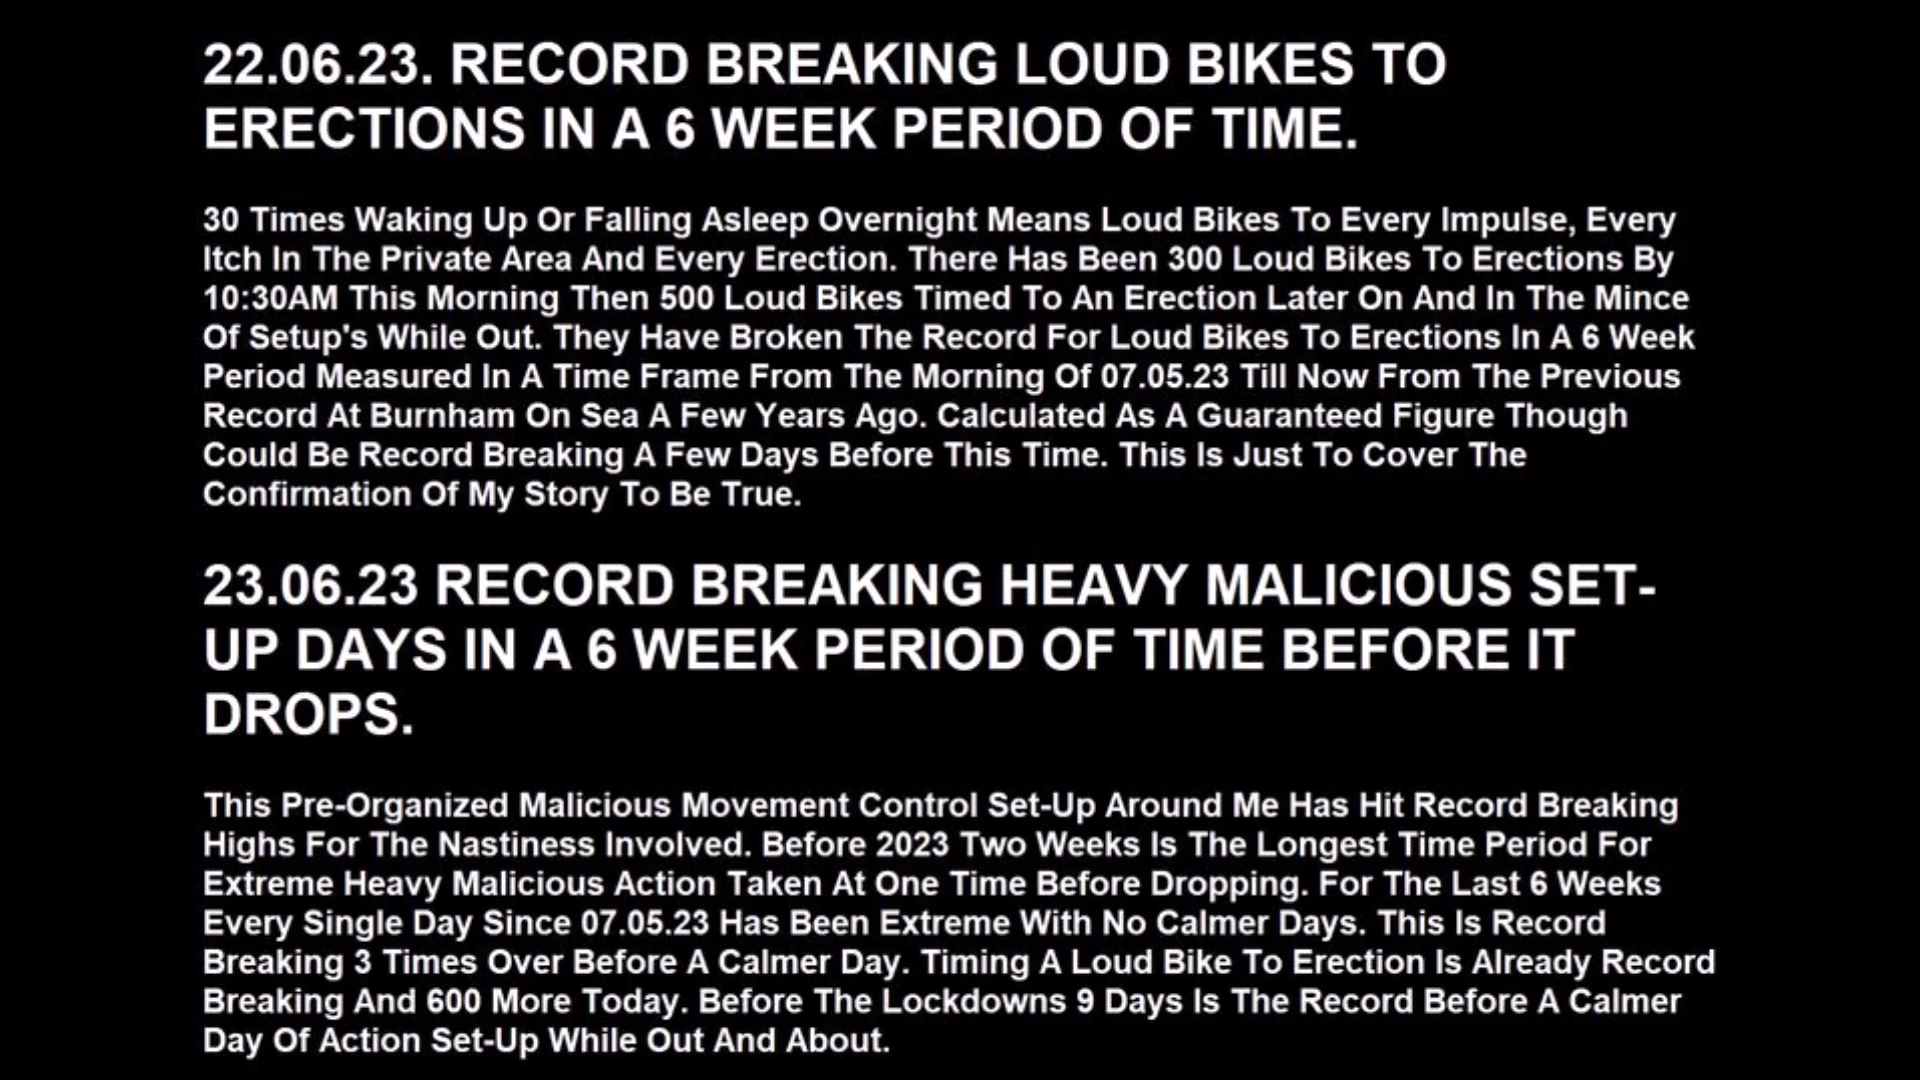 22.06.23. RECORD BREAKING LOUD BIKES TO
ERECTIONS IN A 6 WEEK PERIOD OF TIME.
30 Times Waking Up Or Falling Asleep Overnight Means Loud Bikes To Every Impulse, Every
Itch In The Private Area And Every Erection. There Has Been 300 Loud Bikes To Erections By
10:30AM This Morning Then 500 Loud Bikes Timed To An Erection Later On And In The Mince
Of Setup's While Out. They Have Broken The Record For Loud Bikes To Erections In A 6 Week
Period Measured In A Time Frame From The Morning Of 07.05.23 Till Now From The Previous
Record At Burnham On Sea A Few Years Ago. Calculated As A Guaranteed Figure Though
Could Be Record Breaking A Few Days Before This Time. This Is Just To Cover The
Confirmation Of My Story To Be True.
23.06.23 RECORD BREAKING HEAVY MALICIOUS SET-
UP DAYS IN A 6 WEEK PERIOD OF TIME BEFORE IT
DROPS.
This Pre-Organized Malicious Movement Control Set-Up Around Me Has Hit Record Breaking
Highs For The Nastiness Involved. Before 2023 Two Weeks Is The Longest Time Period For
Extreme Heavy Malicious Action Taken At One Time Before Dropping. For The Last 6 Weeks
Every Single Day Since 07.05.23 Has Been Extreme With No Calmer Days. This Is Record
Breaking 3 Times Over Before A Calmer Day. Timing A Loud Bike To Erection Is Already Record
Breaking And 600 More Today. Before The Lockdowns 9 Days Is The Record Before A Calmer
Day Of Action Set-Up While Out And About.